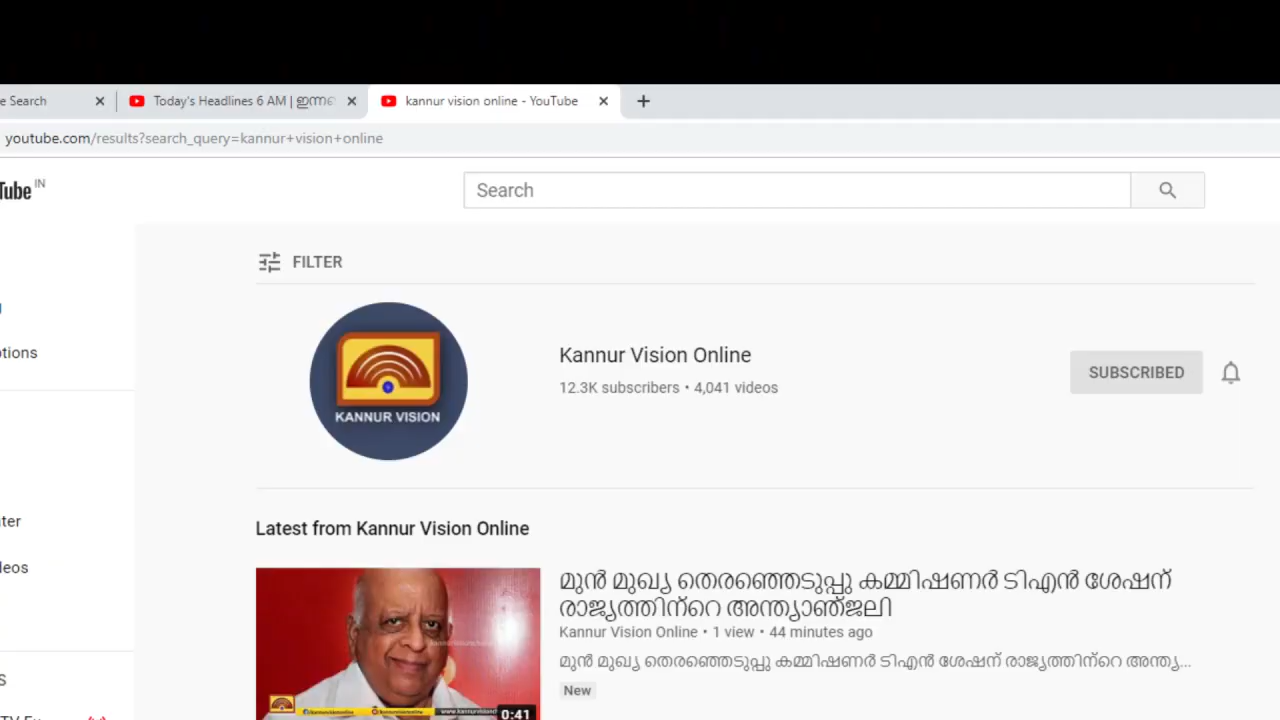 e Search
Today's Headlines 6 AM | ഇന്നത്തെ
kannur vision online - YouTube
youtube.com/results?search_query=kannur+vision+online
Tube IN
Search
FILTER
KANNUR VISION
Kannur Vision Online
12.3K subscribers • 4,041 videos
SUBSCRIBED
ptions
Latest from Kannur Vision Online
ter
leos
മുൻ മുഖ്യ തെരഞ്ഞെടുപ്പു കമ്മിഷണർ ടിഎൻ ശേഷന്
രാജ്യത്തിന്റെ അന്ത്യാഞ്ജലി
Kannur Vision Online • 1 view • 44 minutes ago
മുൻ മുഖ്യ തെരഞ്ഞെടുപ്പു കമ്മിഷണർ ടിഎൻ ശേഷന് രാജ്യത്തിന്റെ അന്ത്യ...
New
S
0:41